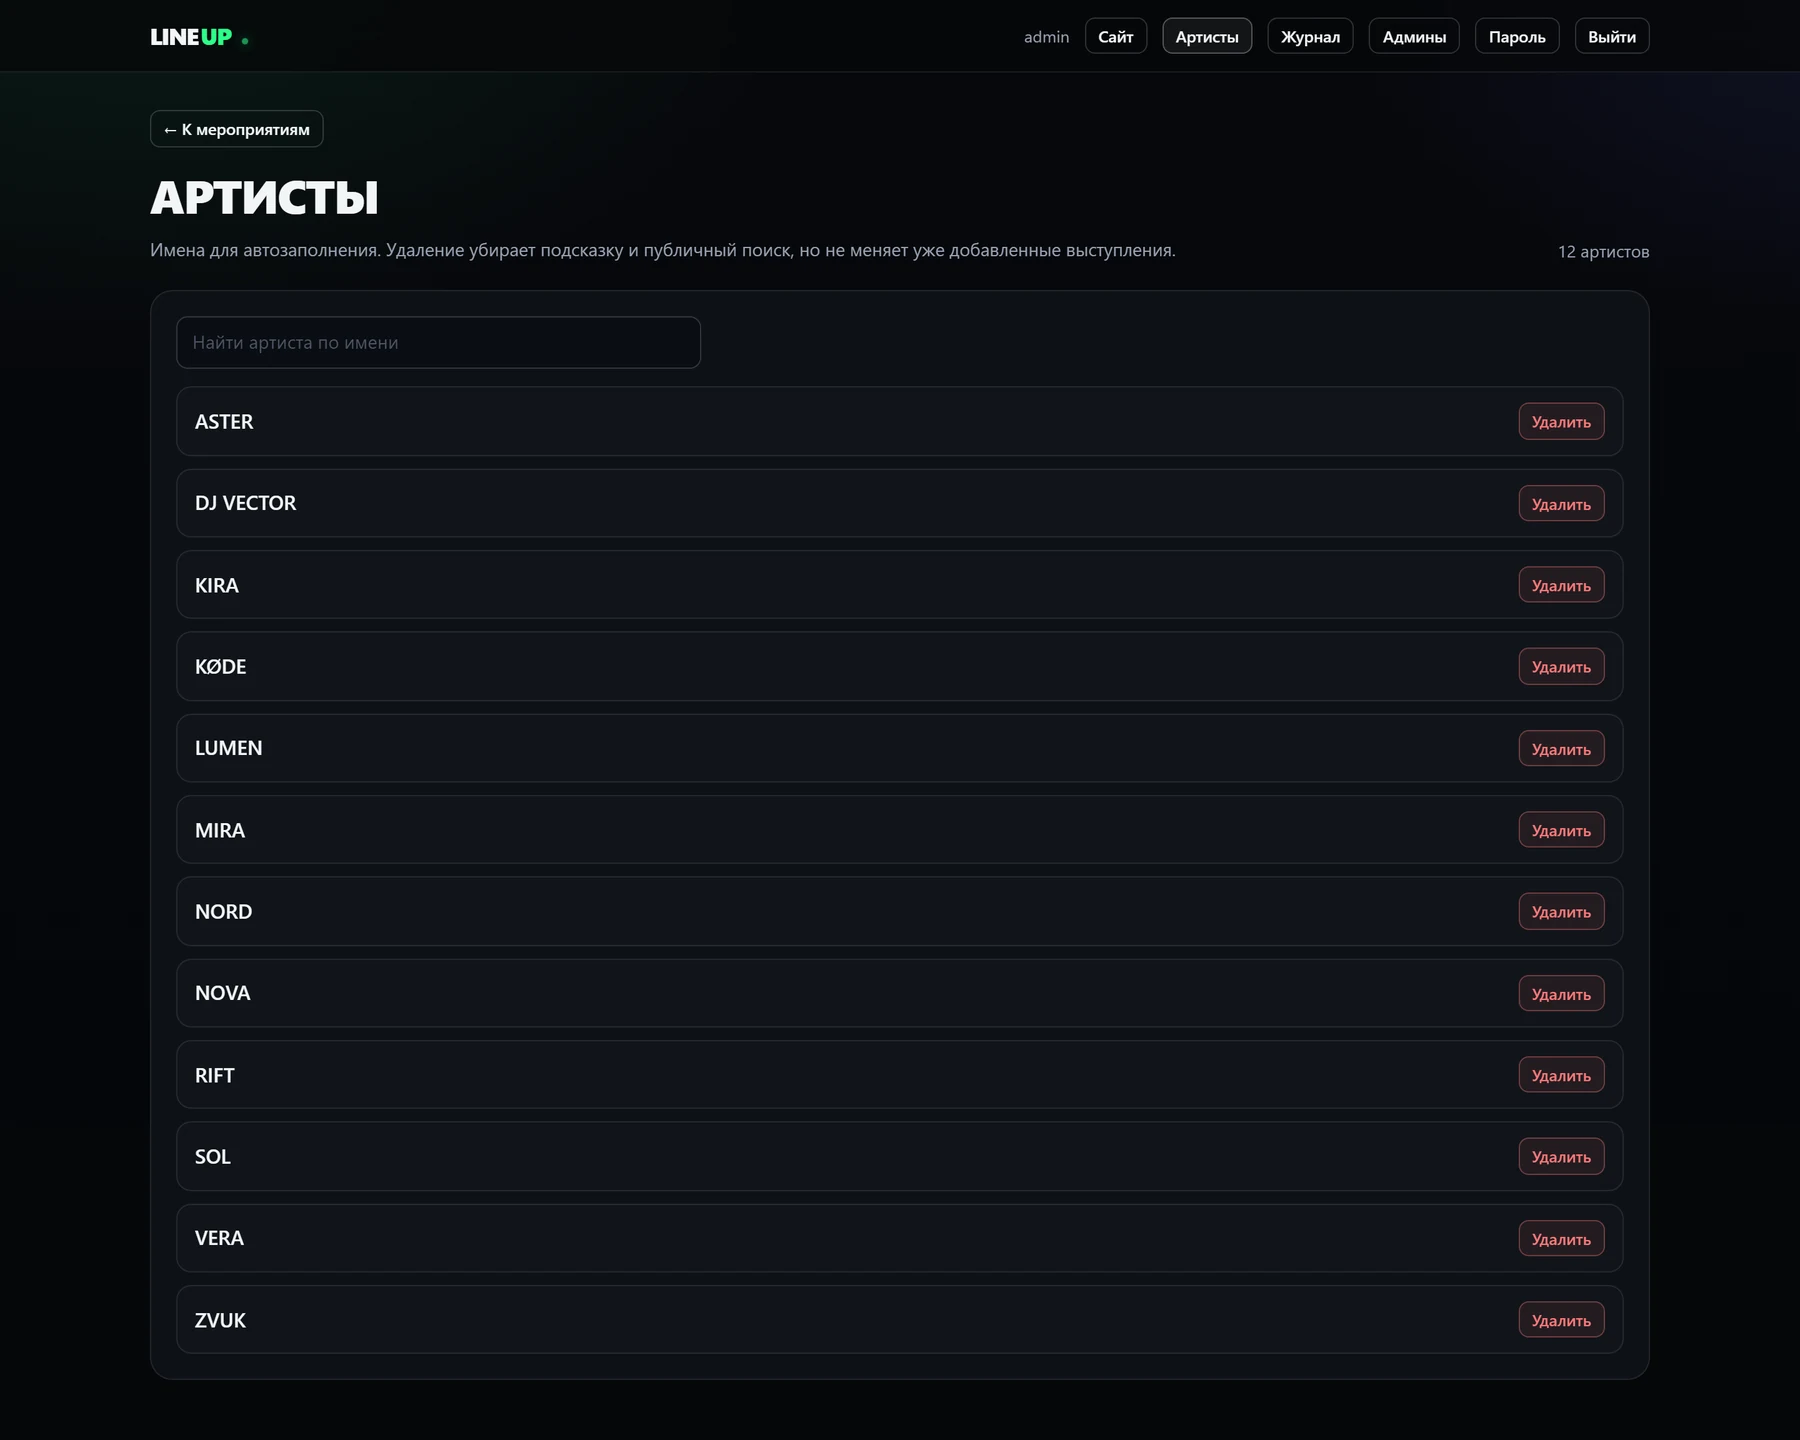 LINEUP
admin Сайт Артисты Журнал Админы Пароль Выйти
← К мероприятиям
АРТИСТЫ
Имена для автозаполнения. Удаление убирает подсказку и публичный поиск, но не меняет уже добавленные выступления.
12 артистов
Найти артиста по имени
ASTER Удалить
DJ VECTOR Удалить
KIRA Удалить
KØDE Удалить
LUMEN Удалить
MIRA Удалить
NORD Удалить
NOVA Удалить
RIFT Удалить
SOL Удалить
VERA Удалить
ZVUK Удалить